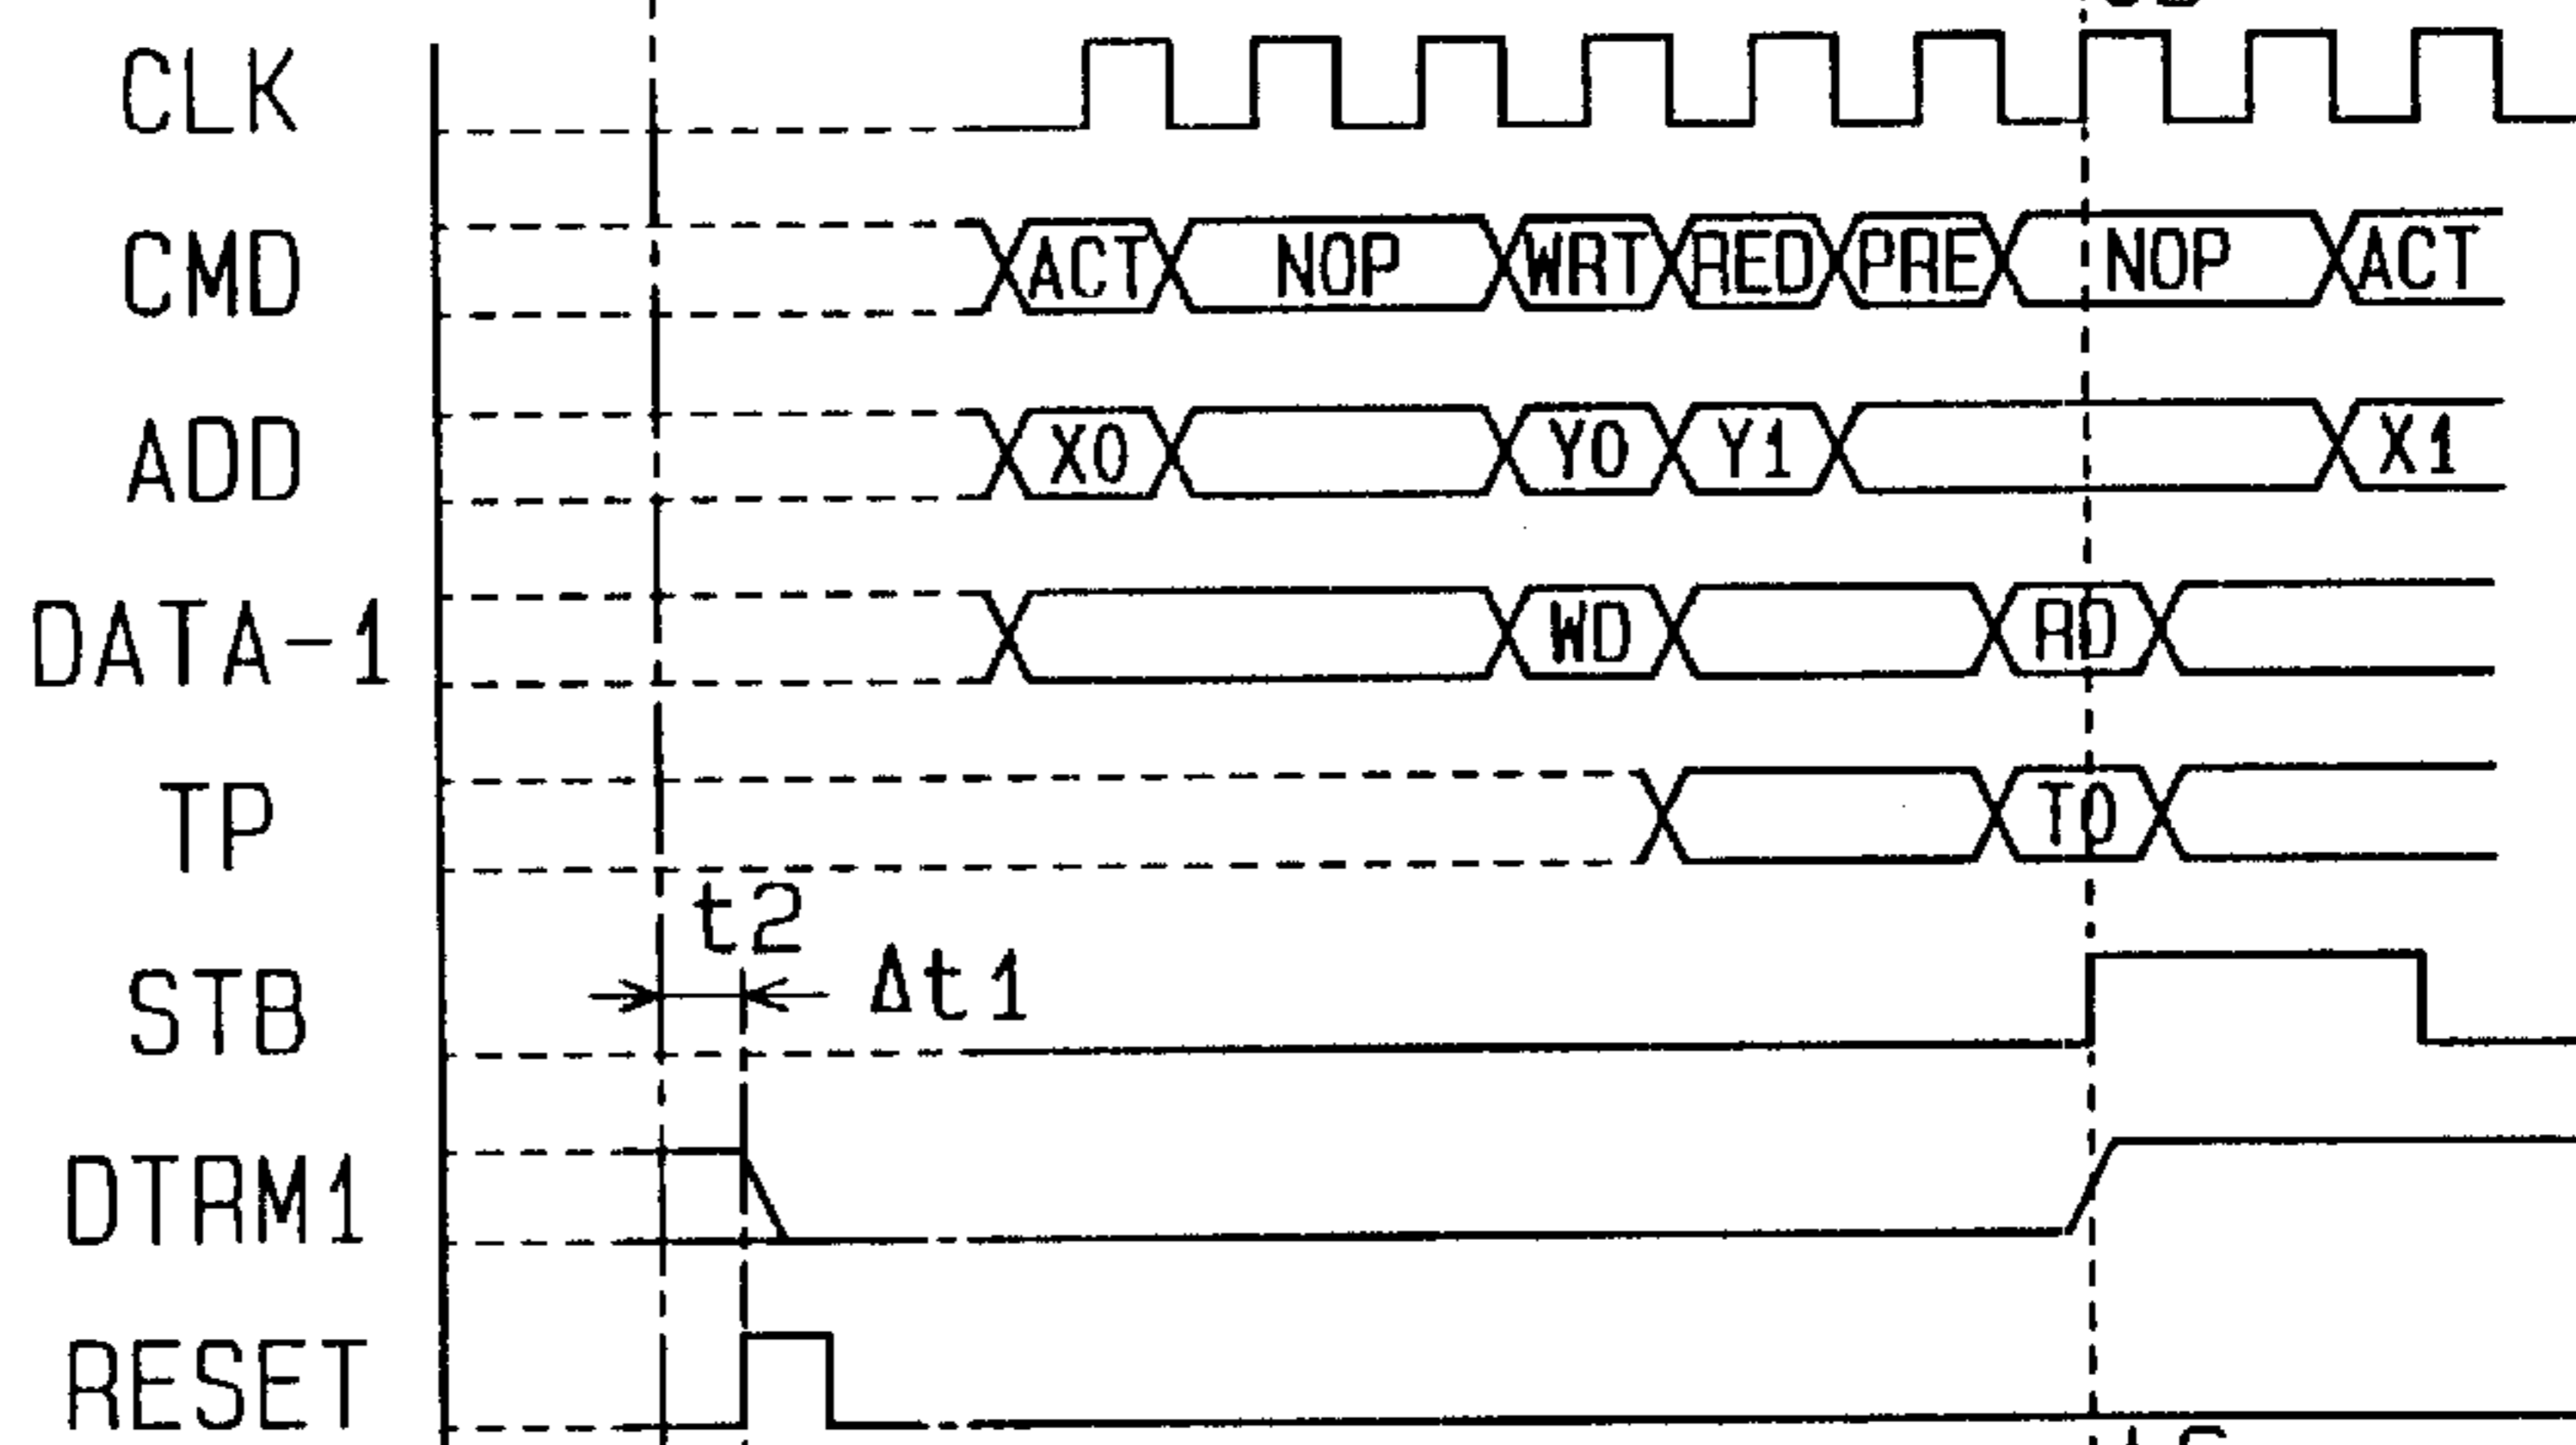 CLK
CMD ACT NOP WRT RED PRE NOP ACT
ADD X0 Y0 Y1 X1
DATA-1 WD RD
TP T0
t2
STB Δt1
DTRM1
RESET